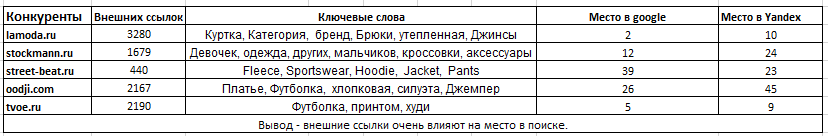 Конкуренты Внешних ссылок Ключевые слова Место в google Место в Yandex
lamoda.ru 3280 Куртка, Категория, бренд, Брюки, утепленная, Джинсы 2 10
stockmann.ru 1679 Девочек, одежда, других, мальчиков, кроссовки, аксессуары 12 24
street-beat.ru 440 Fleece, Sportswear, Hoodie, Jacket, Pants 39 23
oodji.com 2167 Платье, Футболка, хлопковая, силуэта, Джемпер 26 45
tvoe.ru 2190 Футболка, принтом, худи 5 9
Вывод - внешние ссылки очень влияют на место в поиске.